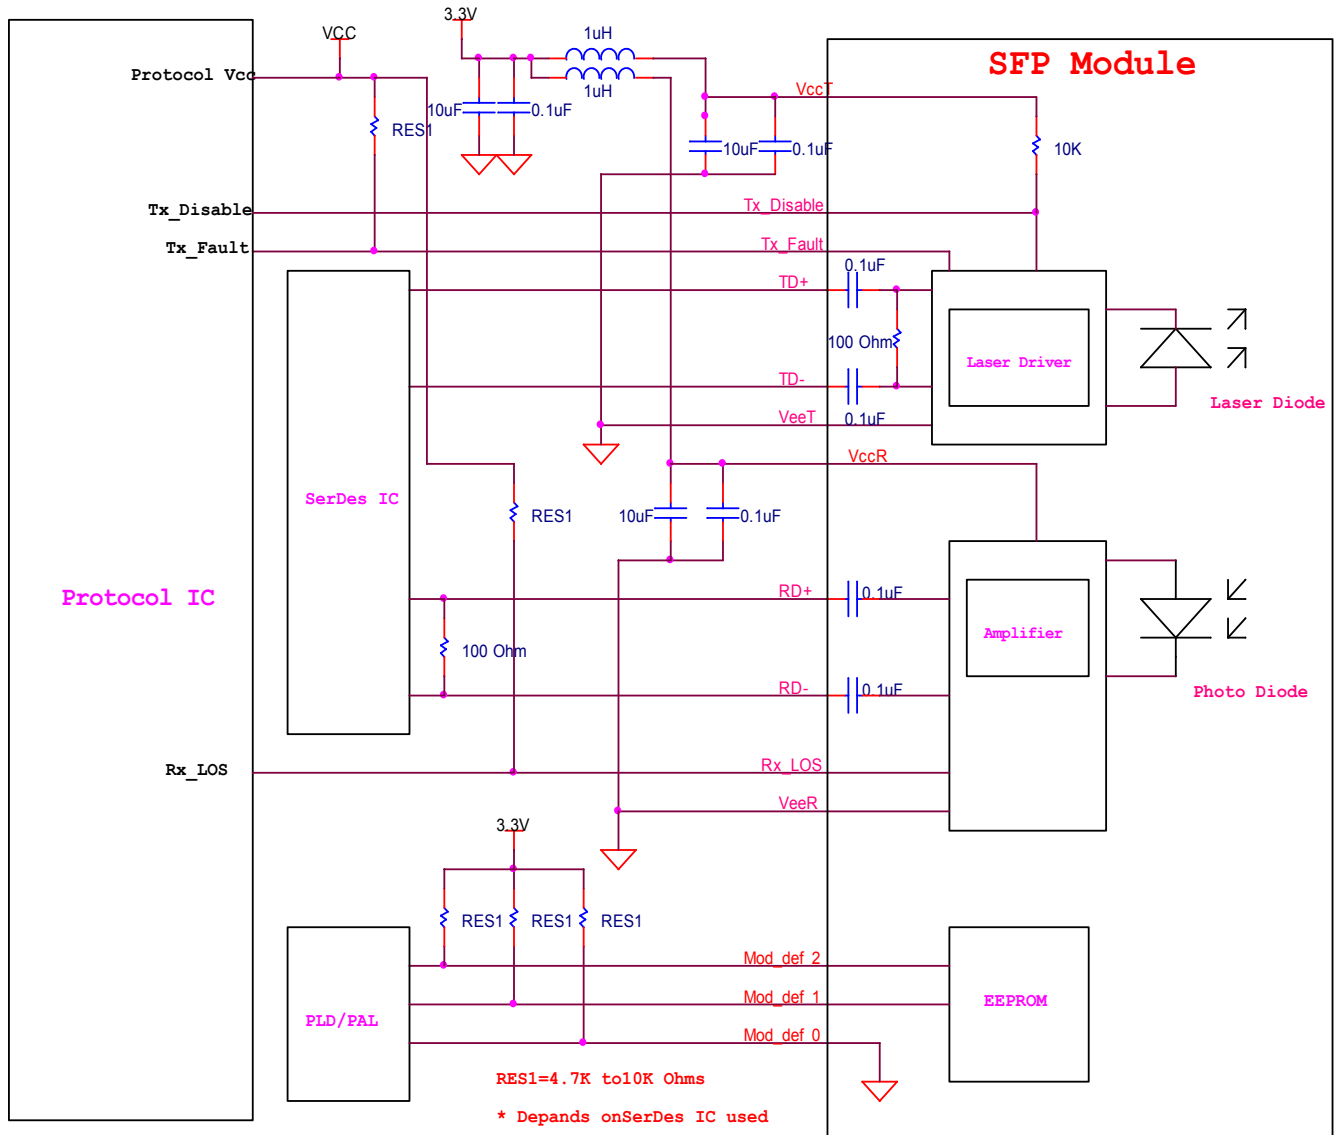 3.3V
VCC
1uH
SFP Module
Protocol Vcc
1uH
VccT
10uF
0.1uF
RES1
10uF
0.1uF
10K
Tx_Disable
Tx_Disable
Tx_Fault
Tx_Fault
0.1uF
TD+
100 Ohm
Laser Driver
TD-
Laser Diode
VeeT
0.1uF
VccR
SerDes IC
RES1
10uF
0.1uF
Protocol IC
RD+
0.1uF
Amplifier
100 Ohm
RD-
0.1uF
Photo Diode
Rx_LOS
Rx_LOS
VeeR
3.3V
RES1
RES1
RES1
Mod_def 2
Mod_def 1
EEPROM
PLD/PAL
Mod_def 0
RES1=4.7K to10K Ohms
* Depands onSerDes IC used